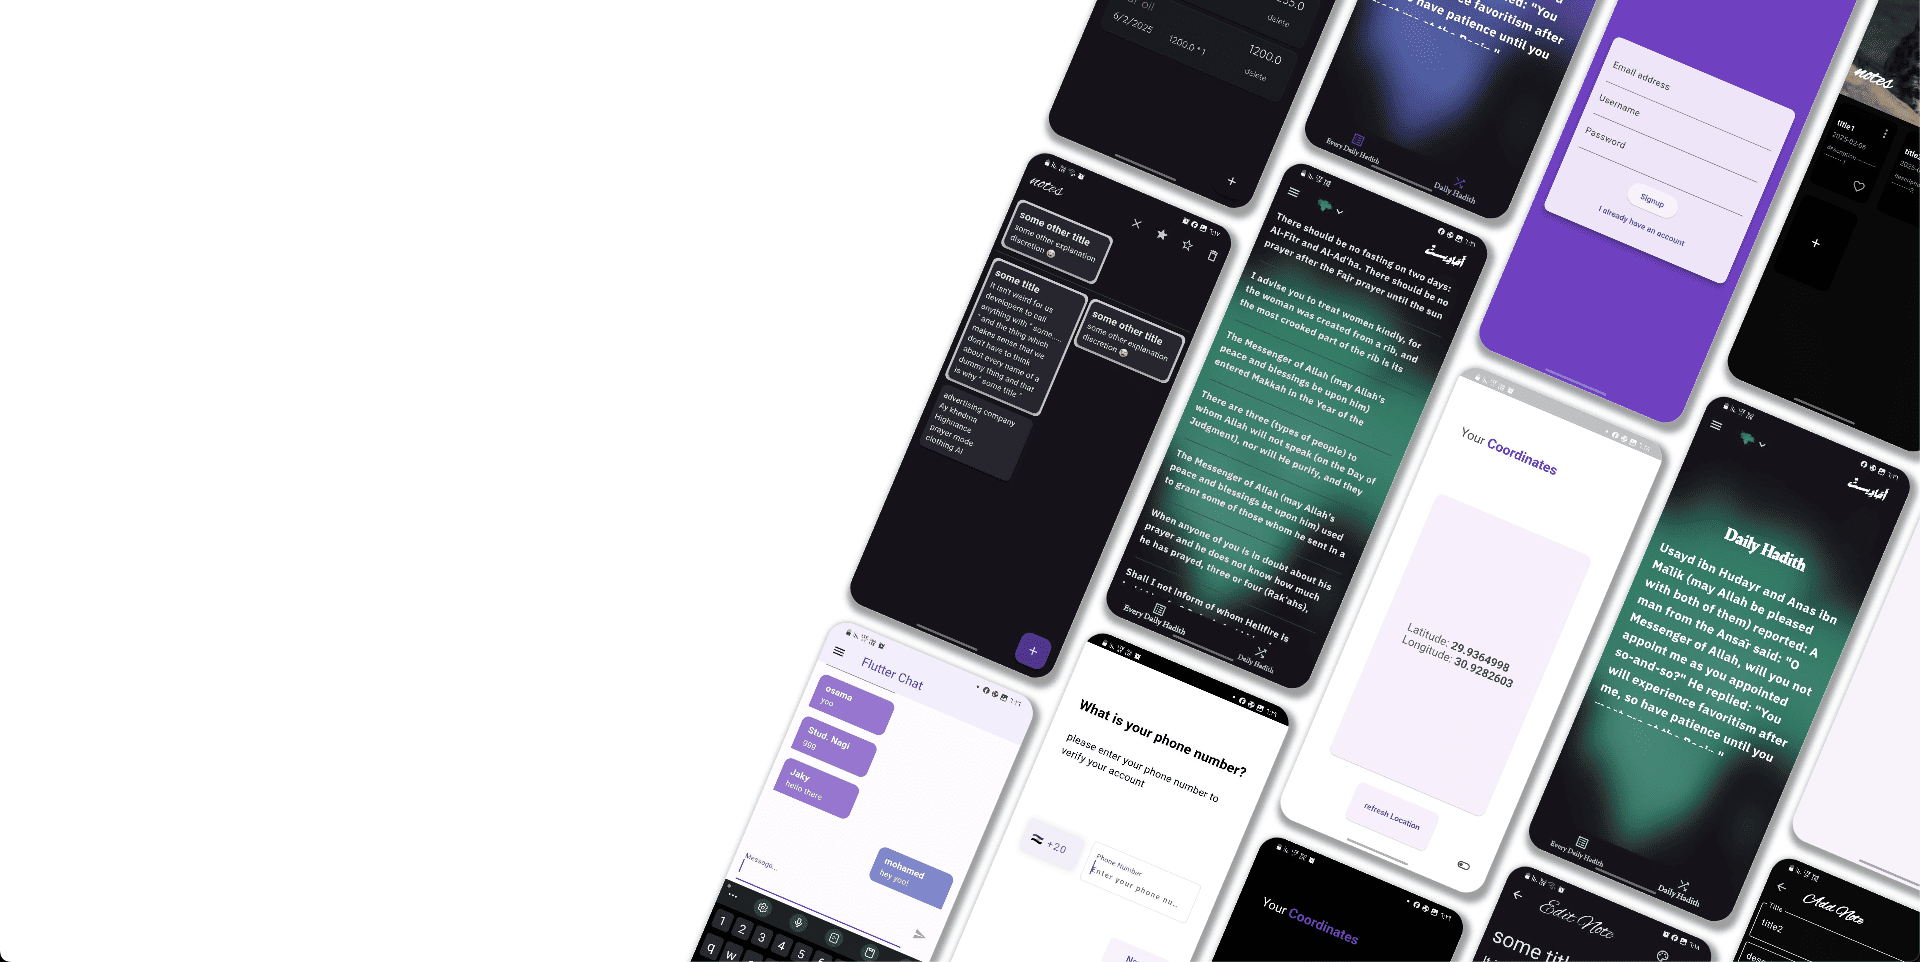 6/2/2025
1200.0 * 1
1200.0
delete
delete
+
notes
some other title
some other explanation
discretion
some title
It isn't weird for us
developers to call
anything with " some.....
" and the thing which
makes sense that we
don't have to think
about every name of a
dummy thing and that
is why " some title "
some other title
some other explanation
discretion
advertising company
Ay khedma
Highnance
prayer mode
clothing AI
+
Flutter Chat
osama
yoo
Stud. Nagi
ggg
Jaky
hello there
mohamed
hey yoo!
Message...
1 2 3 4 5
q w
favoritism after
have patience until you
Every Daily Hadith
Daily Hadith
أحاديث
There should be no fasting on two days:
Al-Fitr and Al-Ad'ha. There should be no
prayer after the Fajr prayer until the sun
I advise you to treat women kindly, for
the woman was created from a rib, and
the most crooked part of the rib is its
The Messenger of Allah (may Allah's
peace and blessings be upon him)
entered Makkah in the Year of the
There are three (types of people) to
whom Allah will not speak (on the Day of
Judgment), nor will He purify, and they
The Messenger of Allah (may Allah's
peace and blessings be upon him) used
to grant some of those whom he sent in a
When anyone of you is in doubt about his
prayer and he does not know how much
he has prayed, three or four (Rak'ahs),
Shall I not inform of whom Hellfire is
Every Daily Hadith
Daily Hadith
What is your phone number?
please enter your phone number to
verify your account
+20
Phone Number
Enter your phone nu...
Email address
Username
Password
Signup
I already have an account
Your Coordinates
Latitude: 29.9364998
Longitude: 30.9282603
refresh Location
Your Coordinates
notes
title1
2025-02-06
+
أحاديث
Daily Hadith
Usayd ibn Hudayr and Anas ibn
Malik (may Allah be pleased
with both of them) reported: A
man from the Ansar said: "O
Messenger of Allah, will you not
appoint me as you appointed
so-and-so?" He replied: "You
will experience favoritism after
me, so have patience until you
Every Daily Hadith
Daily Hadith
Edit Note
Add Note
Title
title2